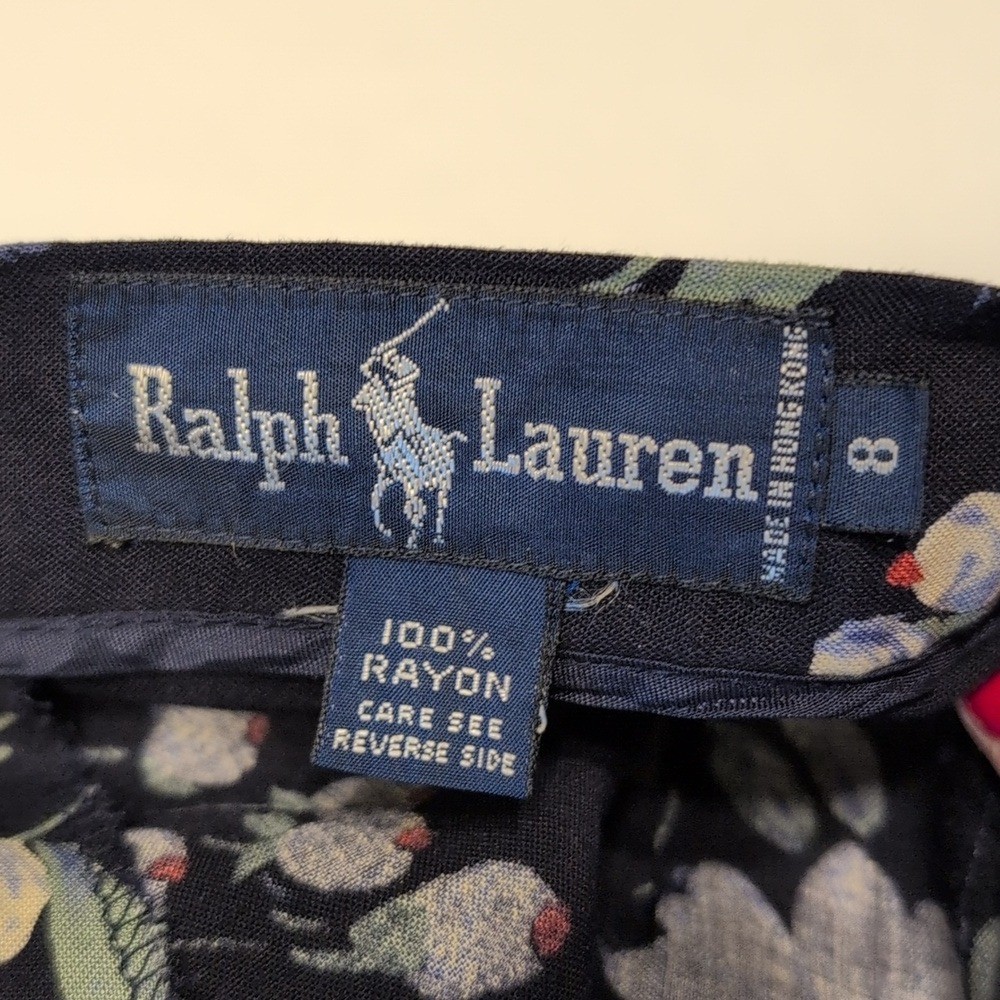 Ralph Lauren
MADE IN HONG KONG
8
100%
RAYON
CARE SEE
REVERSE SIDE